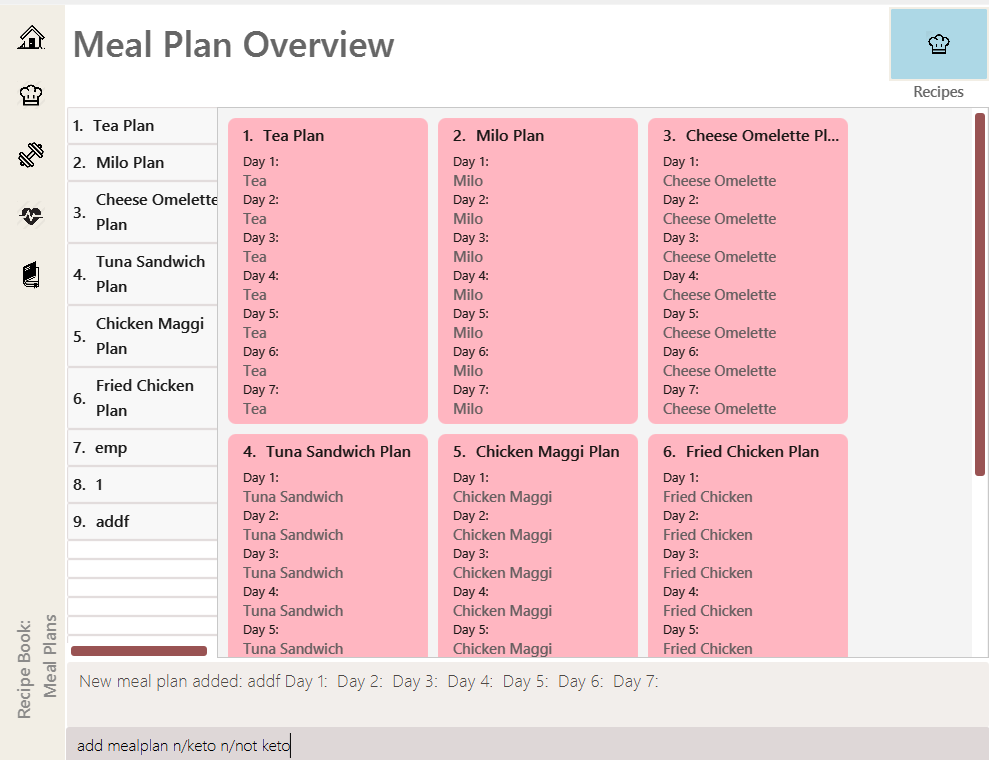 Meal Plan Overview
Recipes
1. Tea Plan
2. Milo Plan
3. Cheese Omelette
Plan
4. Tuna Sandwich
Plan
5. Chicken Maggi
Plan
6. Fried Chicken
Plan
7. emp
8. 1
9. addf
1. Tea Plan
Day 1:
Tea
Day 2:
Tea
Day 3:
Tea
Day 4:
Tea
Day 5:
Tea
Day 6:
Tea
Day 7:
Tea
2. Milo Plan
Day 1:
Milo
Day 2:
Milo
Day 3:
Milo
Day 4:
Milo
Day 5:
Milo
Day 6:
Milo
Day 7:
Milo
3. Cheese Omelette Pl...
Day 1:
Cheese Omelette
Day 2:
Cheese Omelette
Day 3:
Cheese Omelette
Day 4:
Cheese Omelette
Day 5:
Cheese Omelette
Day 6:
Cheese Omelette
Day 7:
Cheese Omelette
4. Tuna Sandwich Plan
Day 1:
Tuna Sandwich
Day 2:
Tuna Sandwich
Day 3:
Tuna Sandwich
Day 4:
Tuna Sandwich
Day 5:
Tuna Sandwich
5. Chicken Maggi Plan
Day 1:
Chicken Maggi
Day 2:
Chicken Maggi
Day 3:
Chicken Maggi
Day 4:
Chicken Maggi
Day 5:
Chicken Maggi
6. Fried Chicken Plan
Day 1:
Fried Chicken
Day 2:
Fried Chicken
Day 3:
Fried Chicken
Day 4:
Fried Chicken
Day 5:
Fried Chicken
Recipe Book:
Meal Plans
New meal plan added: addf Day 1: Day 2: Day 3: Day 4: Day 5: Day 6: Day 7:
add mealplan n/keto n/not keto